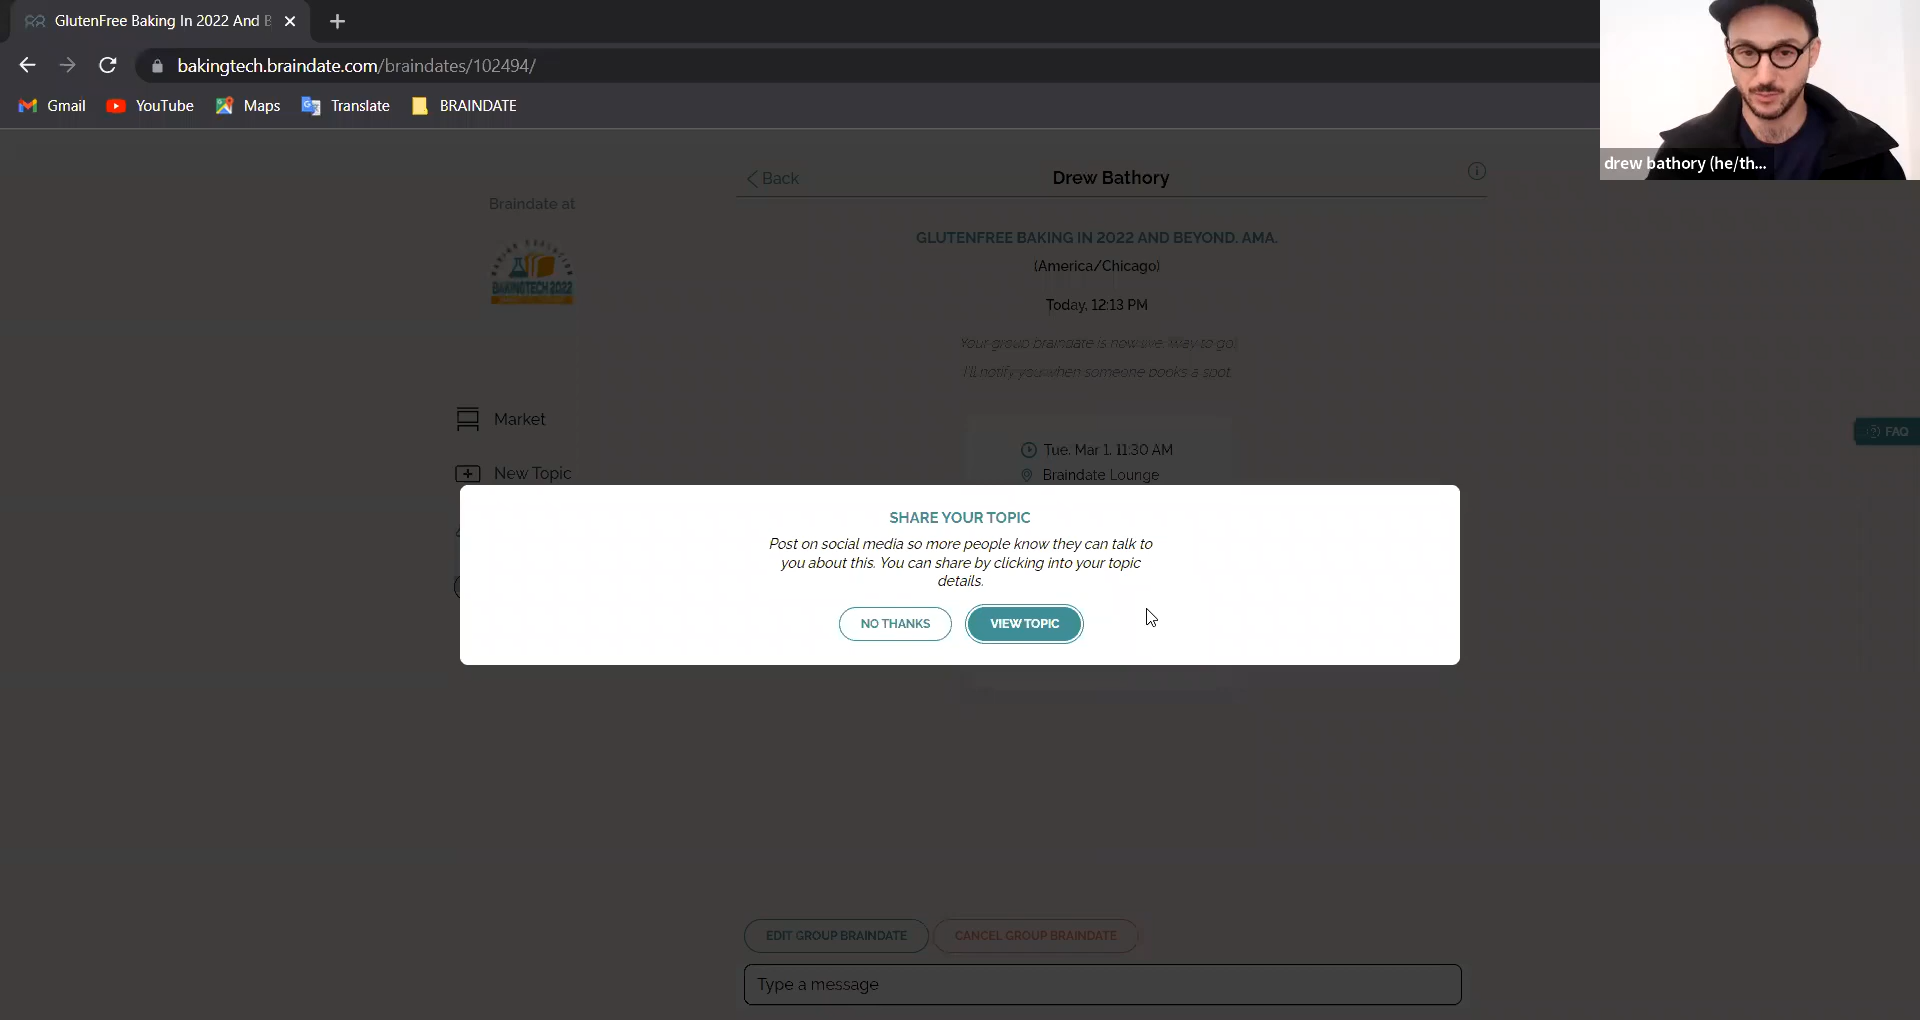 GlutenFree Baking In 2022 And B
bakingtech.braindate.com/braindates/102494/
Gmail
YouTube
Maps
Translate
BRAINDATE
drew bathory (he/th...
Back
Drew Bathory
Braindate at
BAKINGTECH 2022
GLUTENFREE BAKING IN 2022 AND BEYOND. AMA.
(America/Chicago)
Today, 12:13 PM
Your group braindate is now live. Way to go!
I'll notify you when someone books a spot.
Market
Tue. Mar 1. 11:30 AM
FAQ
New Topic
Braindate Lounge
SHARE YOUR TOPIC
Post on social media so more people know they can talk to
you about this. You can share by clicking into your topic
details.
NO THANKS
VIEW TOPIC
EDIT GROUP BRAINDATE
CANCEL GROUP BRAINDATE
Type a message